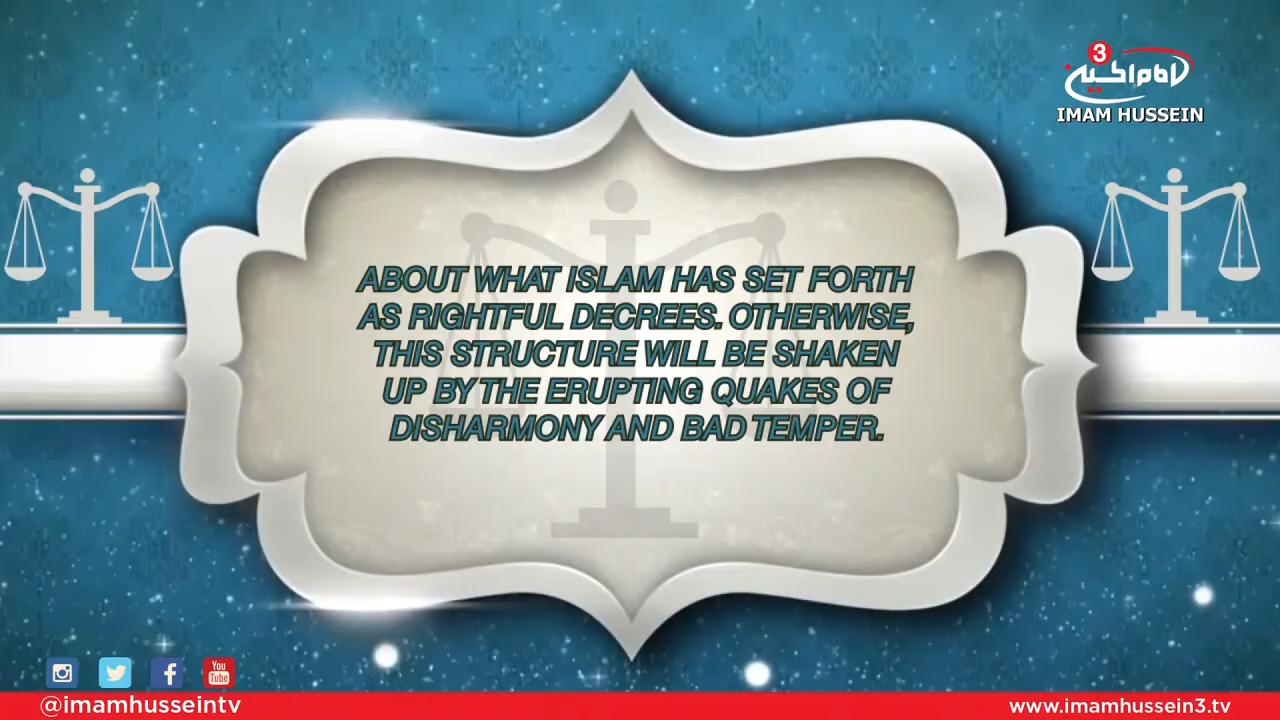 3
الامام الحسين
IMAM HUSSEIN
ABOUT WHAT ISLAM HAS SET FORTH
AS RIGHTFUL DECREES. OTHERWISE,
THIS STRUCTURE WILL BE SHAKEN
UP BY THE ERUPTING QUAKES OF
DISHARMONY AND BAD TEMPER.
You
Tube
@imamhusseintv
www.imamhussein3.tv